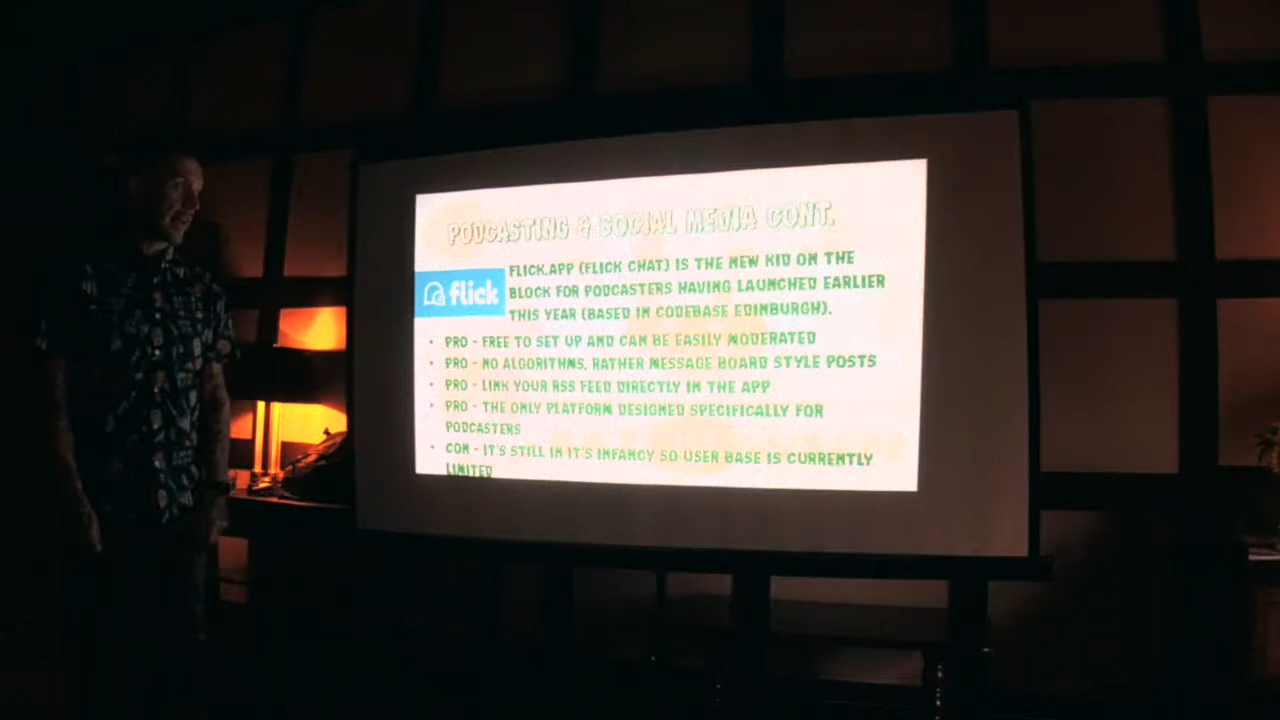 PODCASTING & SOCIAL MEDIA CONT.
flick
FLICK.APP (FLICK CHAT) IS THE NEW KID ON THE
BLOCK FOR PODCASTERS HAVING LAUNCHED EARLIER
THIS YEAR (BASED IN CODEBASE EDINBURGH).
• PRO - FREE TO SET UP AND CAN BE EASILY MODERATED
• PRO - NO ALGORITHMS, RATHER MESSAGE BOARD STYLE POSTS
• PRO - LINK YOUR RSS FEED DIRECTLY IN THE APP
• PRO - THE ONLY PLATFORM DESIGNED SPECIFICALLY FOR
PODCASTERS
• CON - IT'S STILL IN IT'S INFANCY SO USER BASE IS CURRENTLY
LIMITED